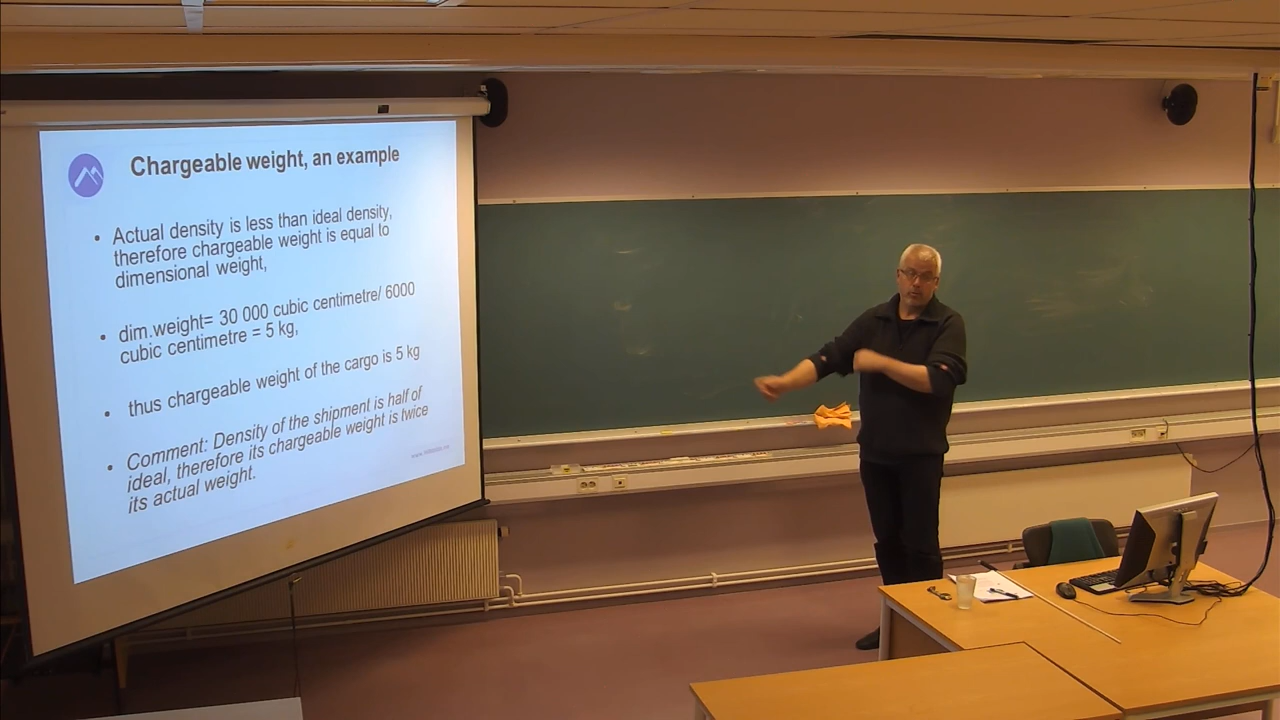 Chargeable weight, an example
• Actual density is less than ideal density,
therefore chargeable weight is equal to
dimensional weight,
• dim.weight= 30 000 cubic centimetre/ 6000
cubic centimetre = 5 kg,
• thus chargeable weight of the cargo is 5 kg
• Comment: Density of the shipment is half of
ideal, therefore its chargeable weight is twice
its actual weight.